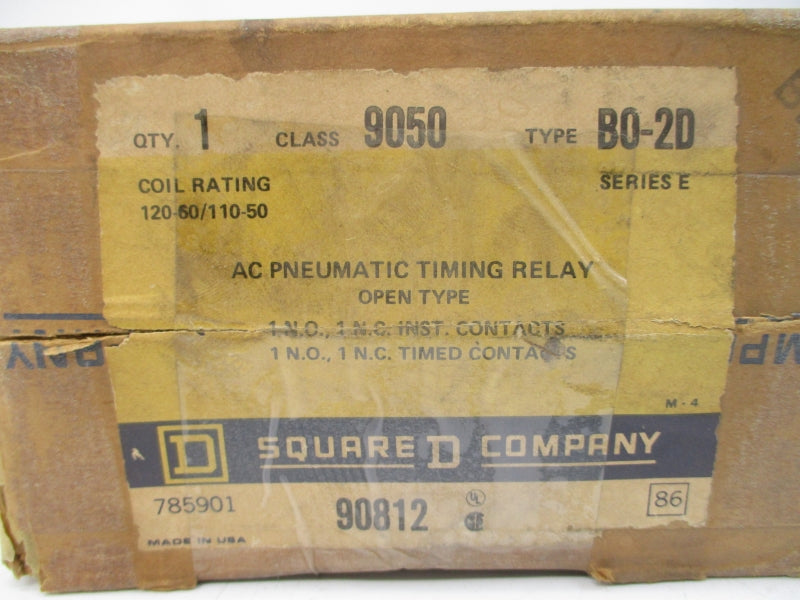 QTY. 1 CLASS 9050 TYPE BO-2D
COIL RATING SERIES E
120-60/110-50
AC PNEUMATIC TIMING RELAY
OPEN TYPE
1 N.O., 1 N.C. INST. CONTACTS
1 N.O., 1 N.C. TIMED CONTACTS
M-4
D SQUARE D COMPANY
785901 90812 UL 86
MADE IN USA